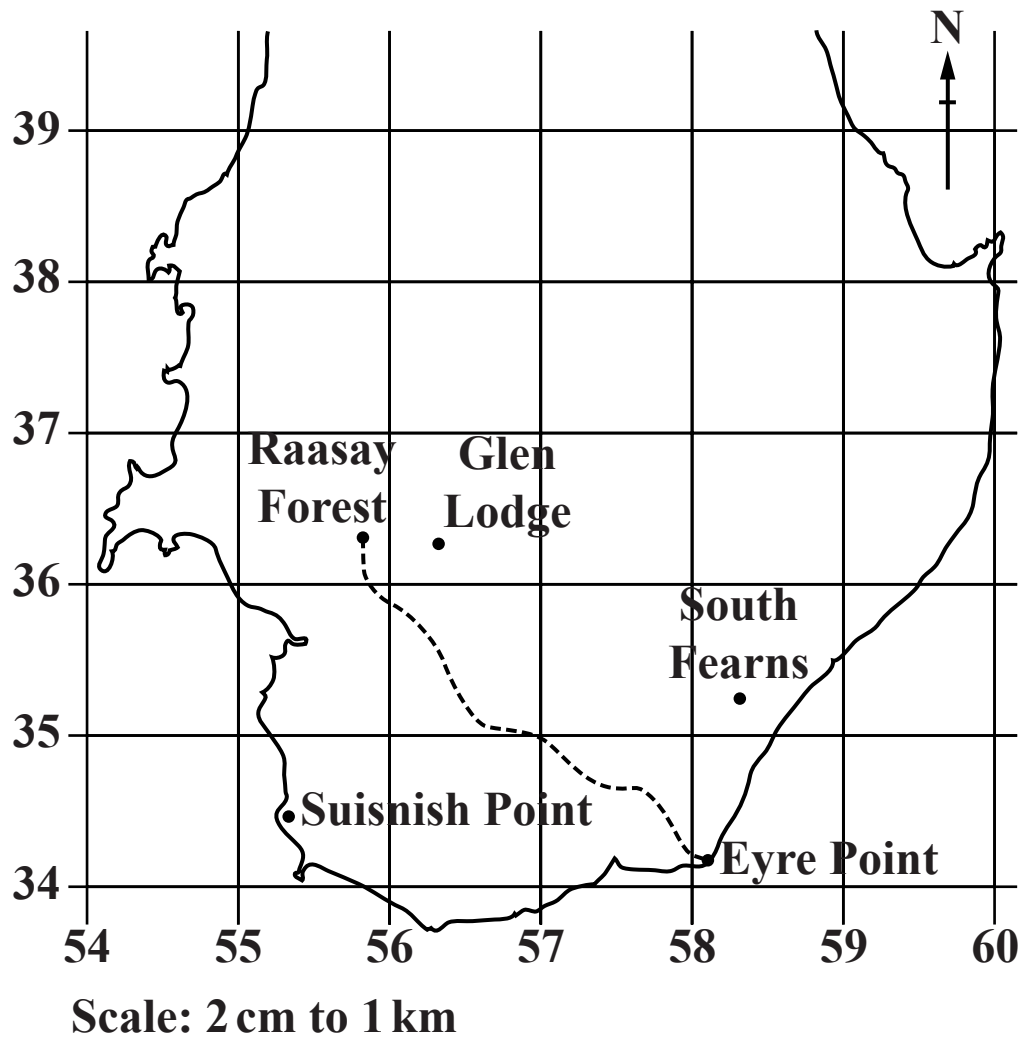 N
39
38
37
Raasay
Forest
Glen
Lodge
36
South
Fearns
35
Suisnish Point
Eyre Point
34
54 55 56 57 58 59 60
Scale: 2 cm to 1 km